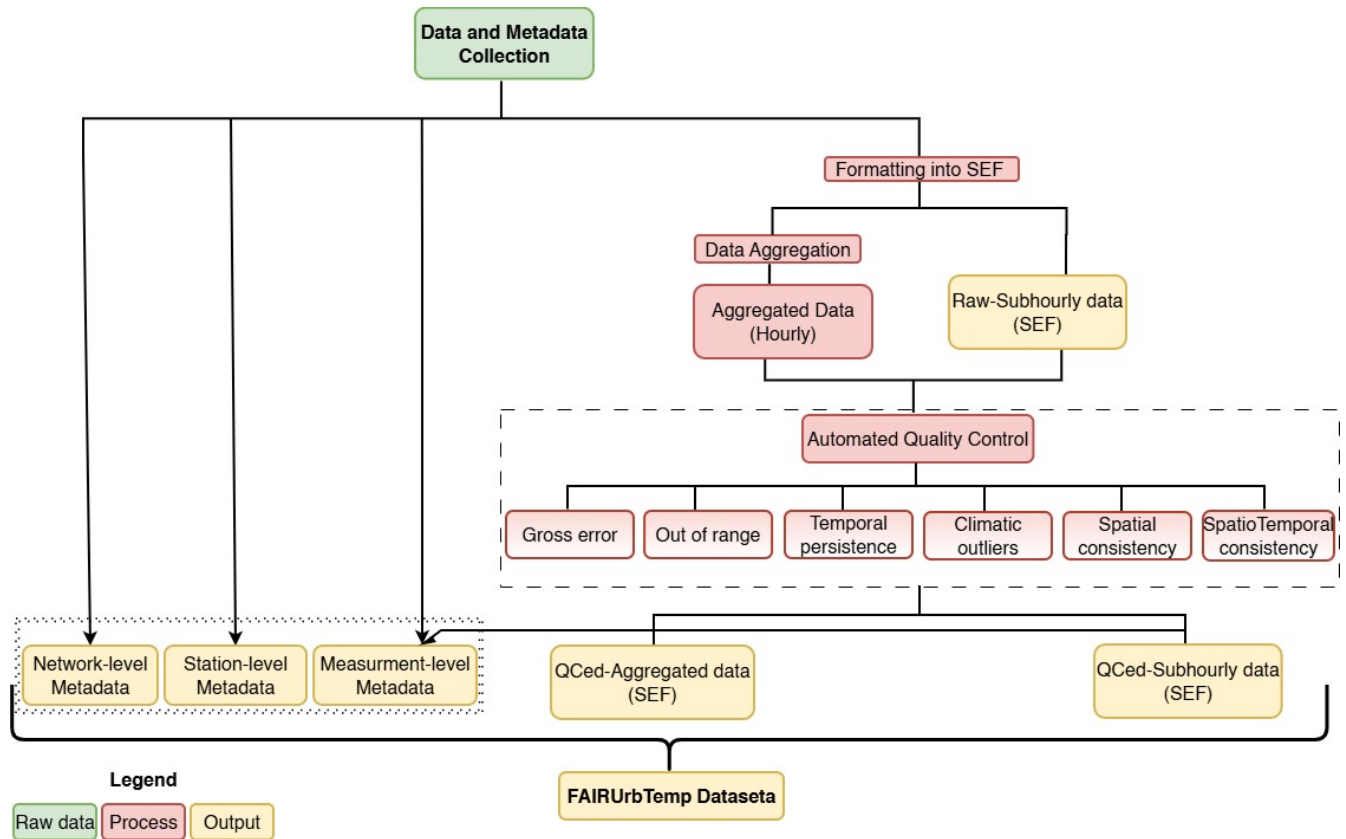 Data and Metadata
Collection
Formatting into SEF
Data Aggregation
Aggregated Data
(Hourly)
Raw-Subhourly data
(SEF)
Automated Quality Control
Gross error
Out of range
Temporal
persistence
Climatic
outliers
Spatial
consistency
SpatioTemporal
consistency
Network-level
Metadata
Station-level
Metadata
Measurment-level
Metadata
QCed-Aggregated data
(SEF)
QCed-Subhourly data
(SEF)
FAIRUrbTemp Dataseta
Legend
Raw data
Process
Output